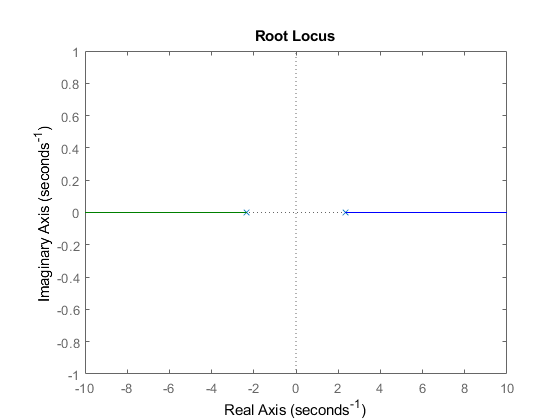 Root Locus
Imaginary Axis (seconds⁻¹)
1
0.8
0.6
0.4
0.2
0
-0.2
-0.4
-0.6
-0.8
-1
-10 -8 -6 -4 -2 0 2 4 6 8 10
Real Axis (seconds⁻¹)